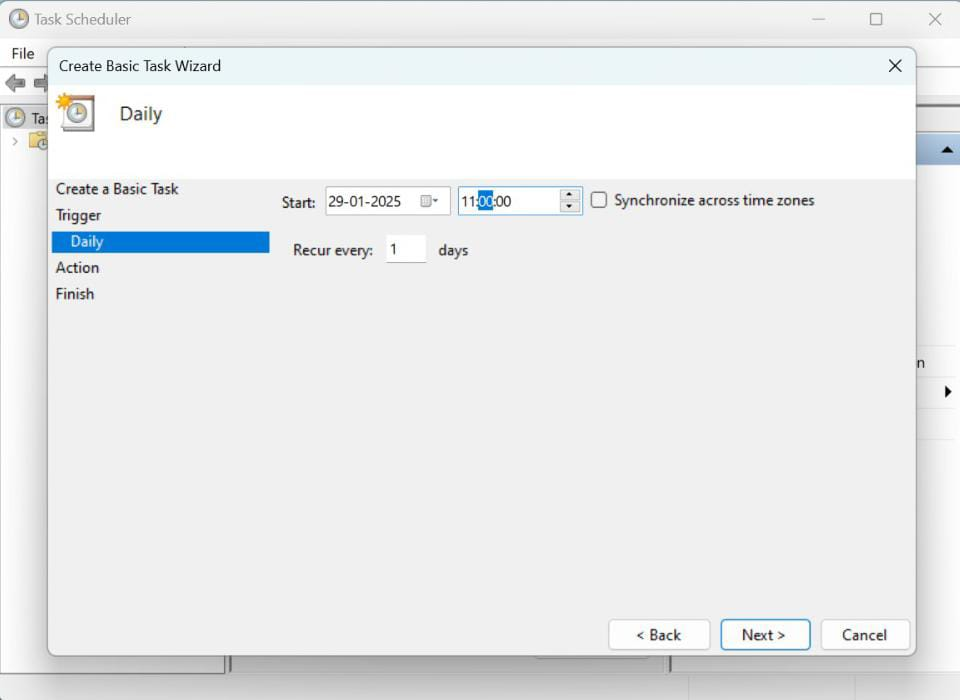 Task Scheduler
File
Create Basic Task Wizard
Daily
Create a Basic Task
Trigger
Daily
Action
Finish
Start: 29-01-2025 11:00:00 Synchronize across time zones
Recur every: 1 days
< Back Next > Cancel